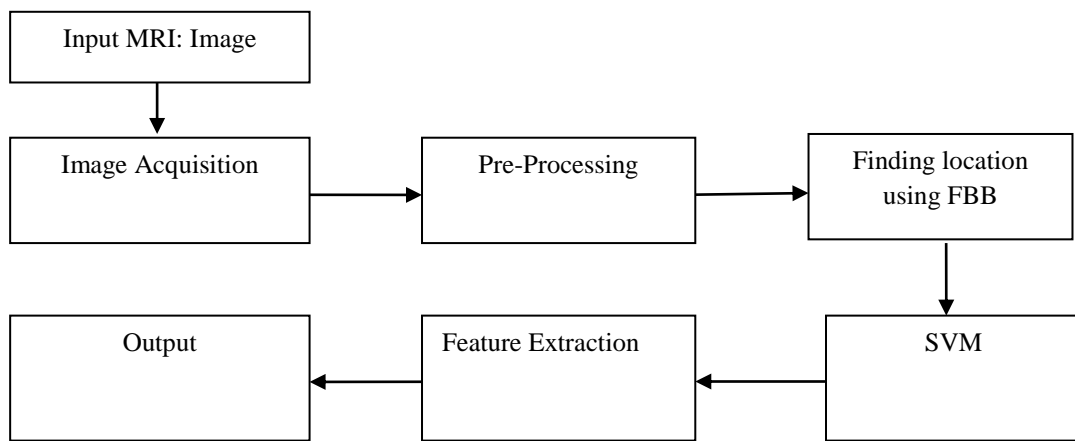 Input MRI: Image
Image Acquisition
Pre-Processing
Finding location
using FBB
SVM
Feature Extraction
Output